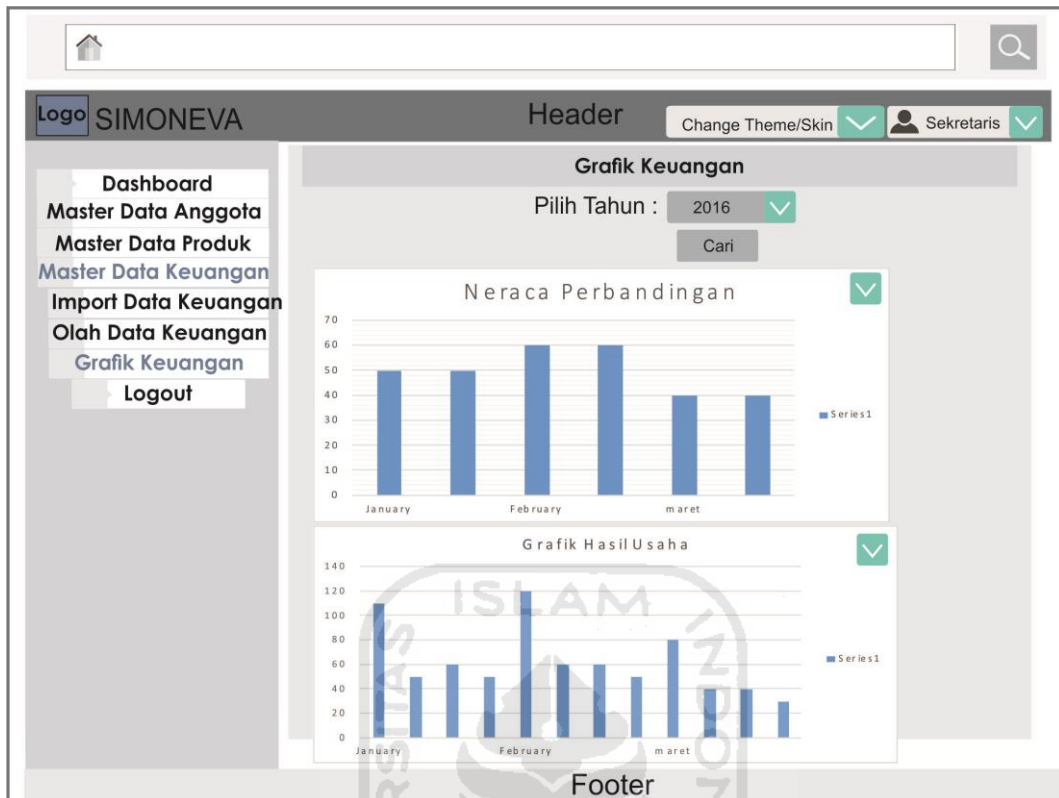 Logo SIMONEVA Header Change Theme/Skin Sekretaris
Dashboard
Master Data Anggota
Master Data Produk
Master Data Keuangan
Import Data Keuangan
Olah Data Keuangan
Grafik Keuangan
Logout
Grafik Keuangan
Pilih Tahun : 2016
Cari
Neraca Perbandingan
70
60
50
40
30
20
10
0
January February maret
Series1
Grafik Hasil Usaha
140
120
100
80
60
40
20
0
January February maret
Series1
ISLAM
Footer